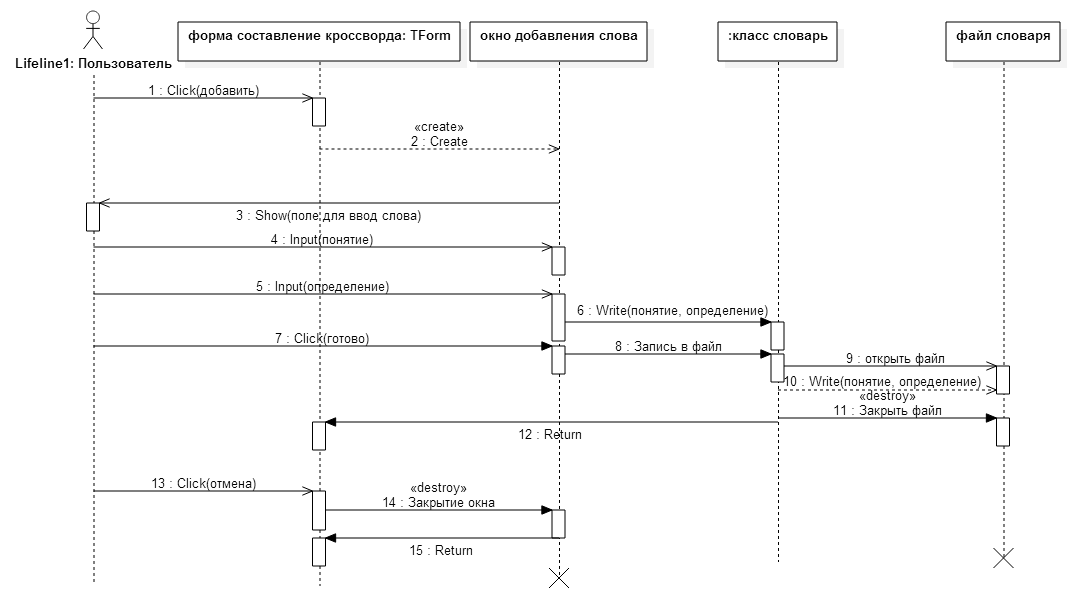 форма составление кроссворда: TForm
окно добавления слова
:класс словарь
файл словаря
Lifeline1: Пользователь
1 : Click(добавить)
«create»
2 : Create
3 : Show(поле для ввод слова)
4 : Input(понятие)
5 : Input(определение)
6 : Write(понятие, определение)
7 : Click(готово)
8 : Запись в файл
9 : открыть файл
10 : Write(понятие, определение)
«destroy»
11 : Закрыть файл
12 : Return
13 : Click(отмена)
«destroy»
14 : Закрытие окна
15 : Return